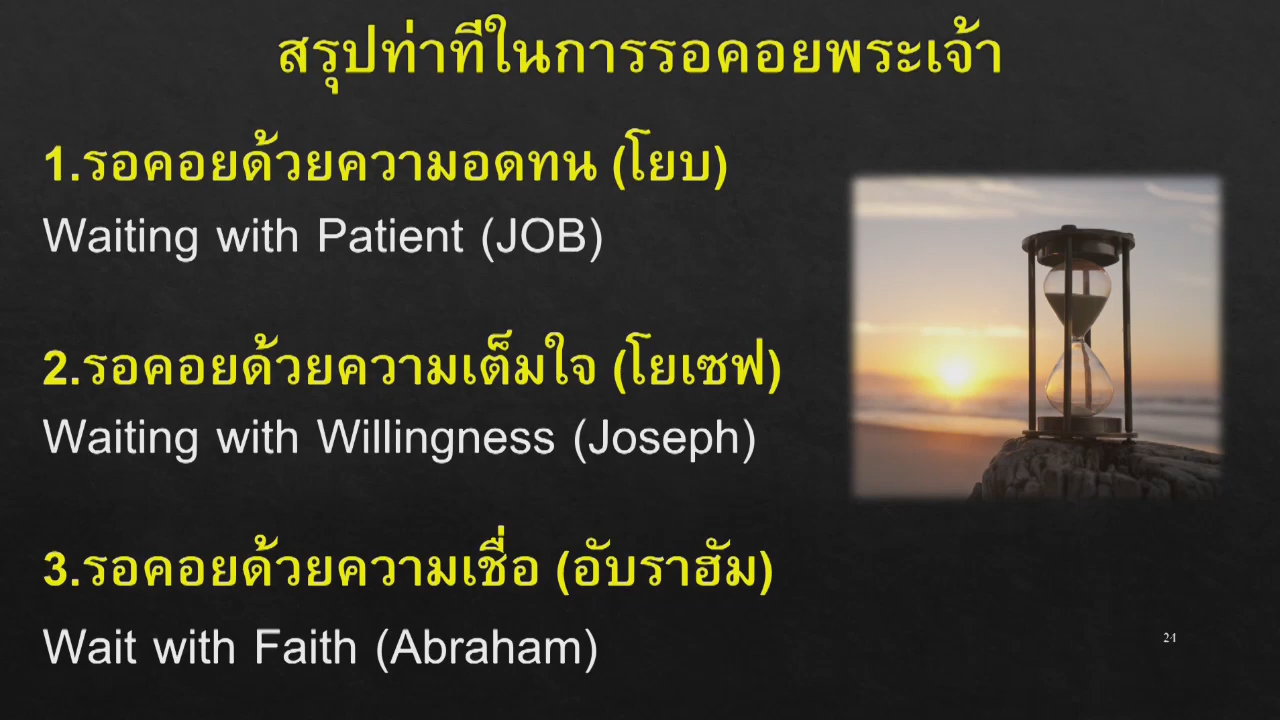 สรุปท่าทีในการรอคอยพระเจ้า
1.รอคอยด้วยความอดทน (โยบ)
Waiting with Patient (JOB)
2.รอคอยด้วยความเต็มใจ (โยเซฟ)
Waiting with Willingness (Joseph)
3.รอคอยด้วยความเชื่อ (อับราฮัม)
Wait with Faith (Abraham)
24